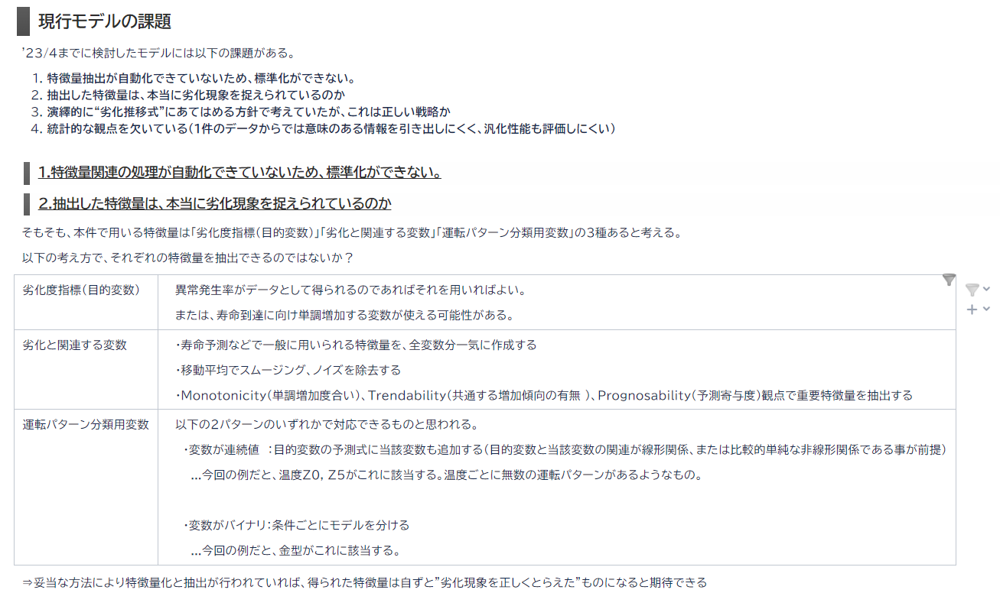 現行モデルの課題
’23/4までに検討したモデルには以下の課題がある。
1. 特徴量抽出が自動化できていないため、標準化ができない。
2. 抽出した特徴量は、本当に劣化現象を捉えられているのか
3. 演繹的に“劣化推移式”にあてはめる方針で考えていたが、これは正しい戦略か
4. 統計的な観点を欠いている（1件のデータからでは意味のある情報を引き出しにくく、汎化性能も評価しにくい）
1.特徴量関連の処理が自動化できていないため、標準化ができない。
2.抽出した特徴量は、本当に劣化現象を捉えられているのか
そもそも、本件で用いる特徴量は「劣化度指標（目的変数）」「劣化と関連する変数」「運転パターン分類用変数」の3種あると考える。
以下の考え方で、それぞれの特徴量を抽出できるのではないか？
劣化度指標（目的変数）
異常発生率がデータとして得られるのであればそれを用いればよい。
または、寿命到達に向け単調増加する変数が使える可能性がある。
劣化と関連する変数
・寿命予測などで一般に用いられる特徴量を、全変数分一気に作成する
・移動平均でスムージング、ノイズを除去する
・Monotonicity（単調増加度合い）、Trendability（共通する増加傾向の有無 ）、Prognosability（予測寄与度）観点で重要特徴量を抽出する
運転パターン分類用変数
以下の2パターンのいずれかで対応できるものと思われる。
・変数が連続値　：目的変数の予測式に当該変数も追加する（目的変数と当該変数の関連が線形関係、または比較的単純な非線形関係である事が前提）
…今回の例だと、温度Z0, Z5がこれに該当する。温度ごとに無数の運転パターンがあるようなもの。
・変数がバイナリ：条件ごとにモデルを分ける
…今回の例だと、金型がこれに該当する。
⇒妥当な方法により特徴量化と抽出が行われていれば、得られた特徴量は自ずと”劣化現象を正しくとらえた”ものになると期待できる